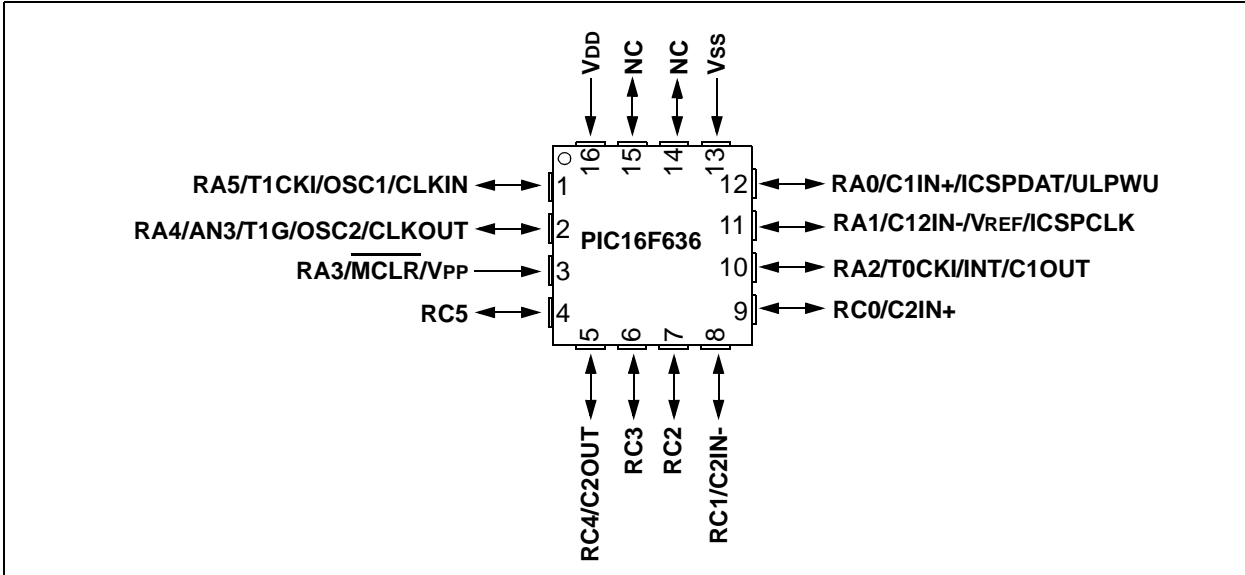 VDD
NC
NC
VSS
16
15
14
13
RA5/T1CKI/OSC1/CLKIN
1
12
RA0/C1IN+/ICSPDAT/ULPWU
RA4/AN3/T1G/OSC2/CLKOUT
2
11
RA1/C12IN-/VREF/ICSPCLK
PIC16F636
RA3/MCLR/VPP
3
10
RA2/T0CKI/INT/C1OUT
RC5
4
9
RC0/C2IN+
5
6
7
8
RC4/C2OUT
RC3
RC2
RC1/C2IN-